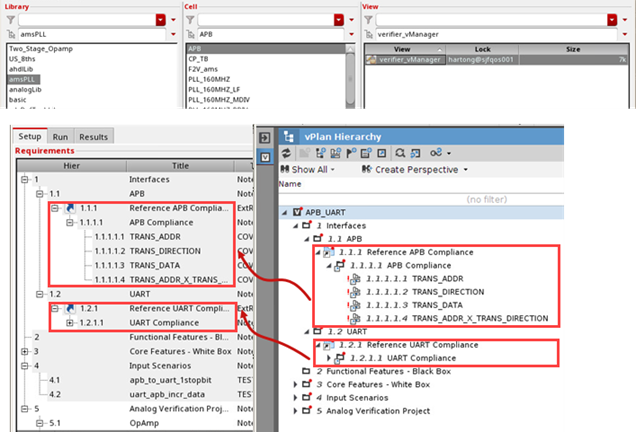 Library
Cell
View
amsPLL
APB
verifier_vManager
Two_Stage_Opamp
US_8ths
ahdlLib
amsPLL
analogLib
basic
APB
CP_TB
F2V_ams
PLL_160MHZ
PLL_160MHZ_LF
PLL_160MHZ_MDIV
View Lock Size
verifier_vManager hartong@sjfqos001 7k
Setup Run Results
Requirements
Hier Title
1 Interfaces Note
1.1 APB Note
1.1.1 Reference APB Complia... ExtR
1.1.1.1 APB Compliance Note
1.1.1.1.1 TRANS_ADDR COV
1.1.1.1.2 TRANS_DIRECTION COV
1.1.1.1.3 TRANS_DATA COV
1.1.1.1.4 TRANS_ADDR_X_TRANS_... COV
1.2 UART Note
1.2.1 Reference UART Compli... ExtR
1.2.1.1 UART Compliance Note
2 Functional Features - Bl... Note
3 Core Features - White Box Note
4 Input Scenarios Note
4.1 apb_to_uart_1stopbit TEST
4.2 uart_apb_incr_data TEST
5 Analog Verification Proj... Note
5.1 OpAmp Note
vPlan Hierarchy
Show All Create Perspective
Name
(no filter)
APB_UART
1 Interfaces
1.1 APB
1.1.1 Reference APB Compliance
1.1.1.1 APB Compliance
1.1.1.1.1 TRANS_ADDR
1.1.1.1.2 TRANS_DIRECTION
1.1.1.1.3 TRANS_DATA
1.1.1.1.4 TRANS_ADDR_X_TRANS_DIRECTION
1.2 UART
1.2.1 Reference UART Compliance
1.2.1.1 UART Compliance
2 Functional Features - Black Box
3 Core Features - White Box
4 Input Scenarios
5 Analog Verification Project